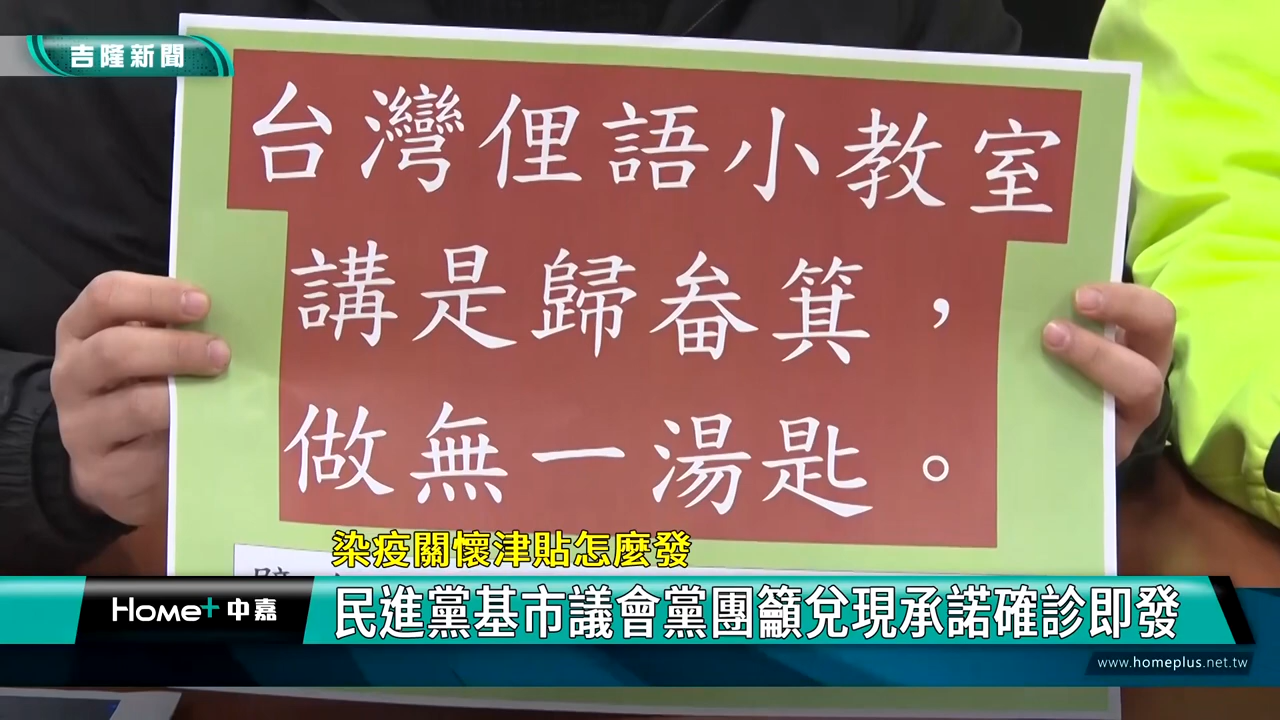 吉隆新聞
台灣俚語小教室
講是歸畚箕，
做無一湯匙。
染疫關懷津貼怎麼發
Home+中嘉
民進黨基市議會黨團籲兌現承諾確診即發
www.homeplus.net.tw